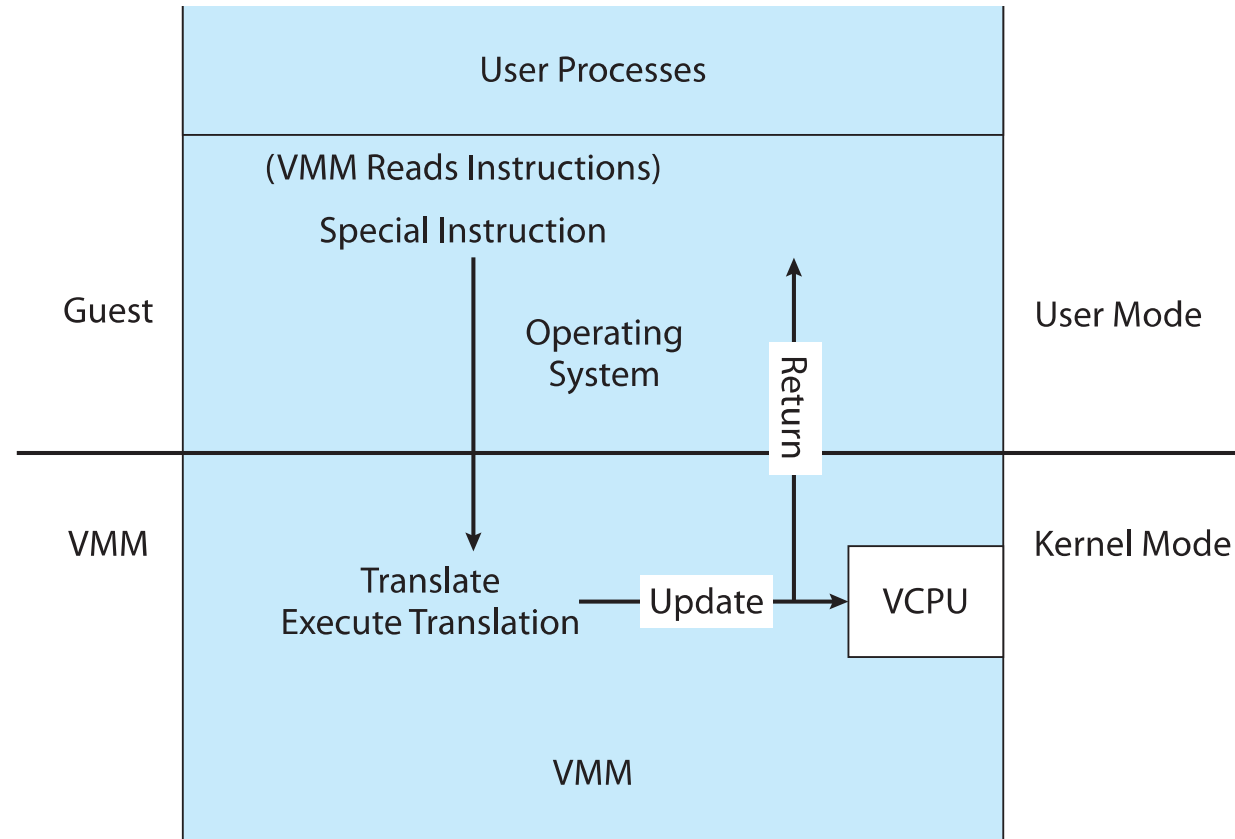 User Processes
(VMM Reads Instructions)
Special Instruction
Guest
Operating
System
Return
User Mode
VMM
Kernel Mode
Translate
Execute Translation
Update
VCPU
VMM